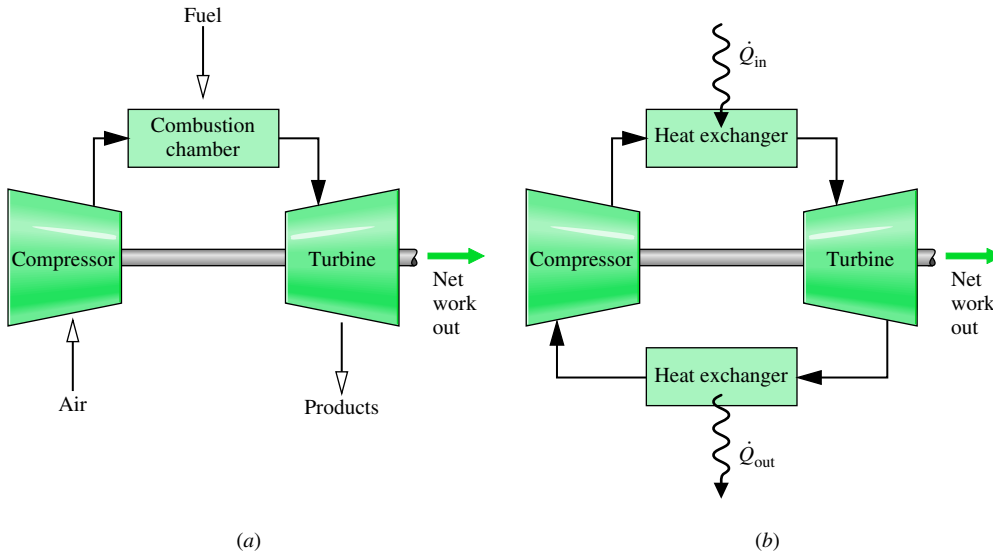 Fuel
Combustion
chamber
Compressor
Turbine
Net
work
out
Air
Products
(a)
Q̇in
Heat exchanger
Compressor
Turbine
Net
work
out
Heat exchanger
Q̇out
(b)